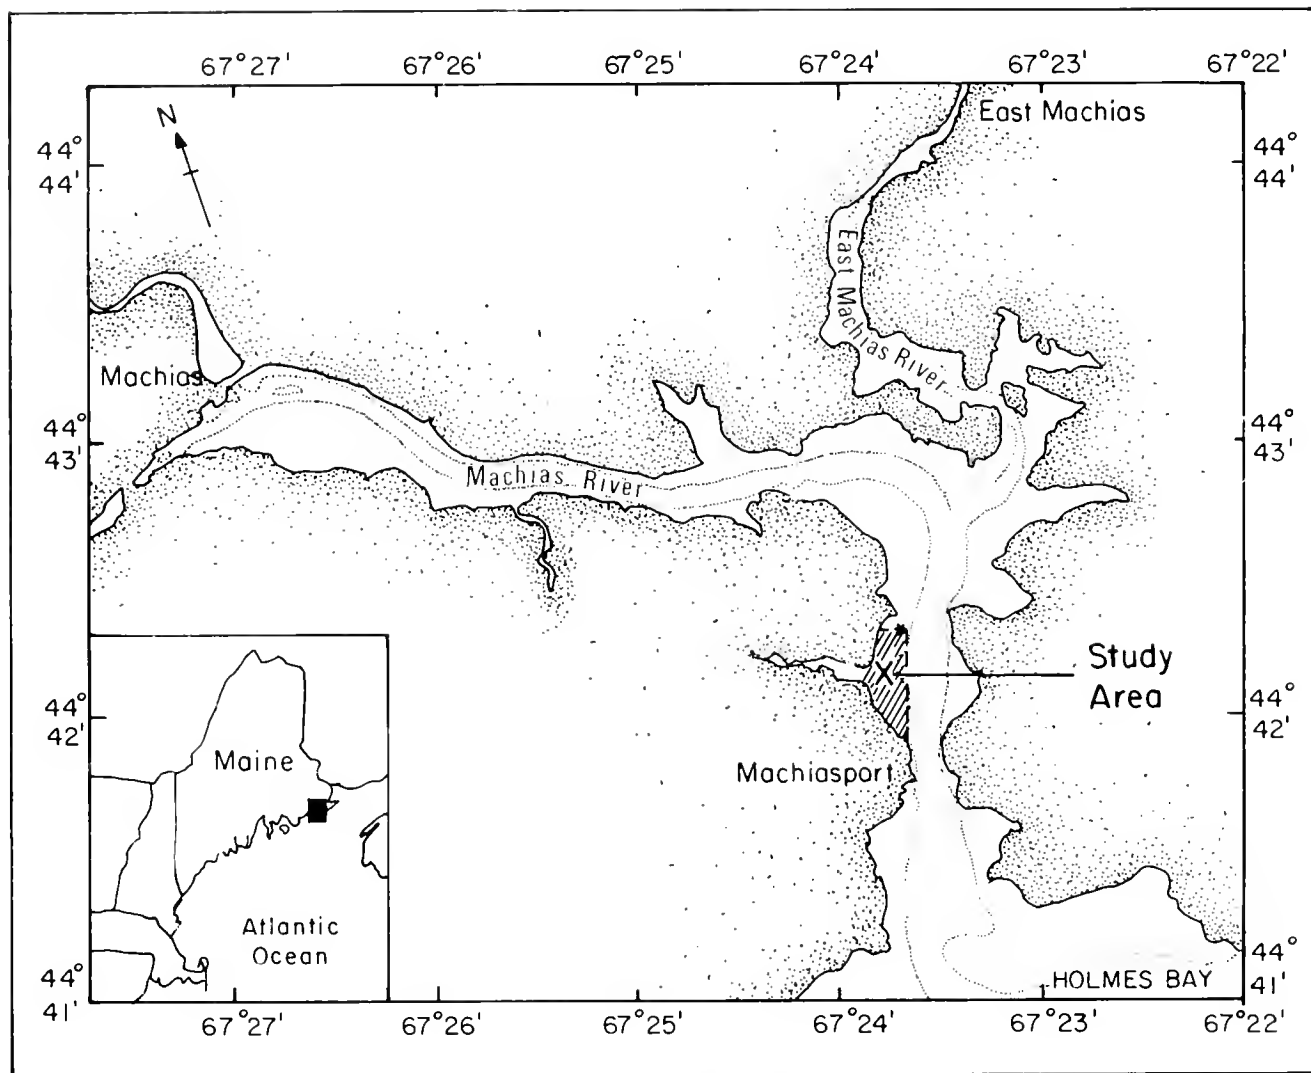 67°27' 67°26' 67°25' 67°24' 67°23' 67°22'
N
East Machias
44°
44'
44°
44'
East Machias River
Machias
44°
43'
44°
43'
Machias River
Study
Area
44°
42'
44°
42'
Machiasport
Maine
Atlantic
Ocean
44°
41'
44°
41'
HOLMES BAY
67°27' 67°26' 67°25' 67°24' 67°23' 67°22'